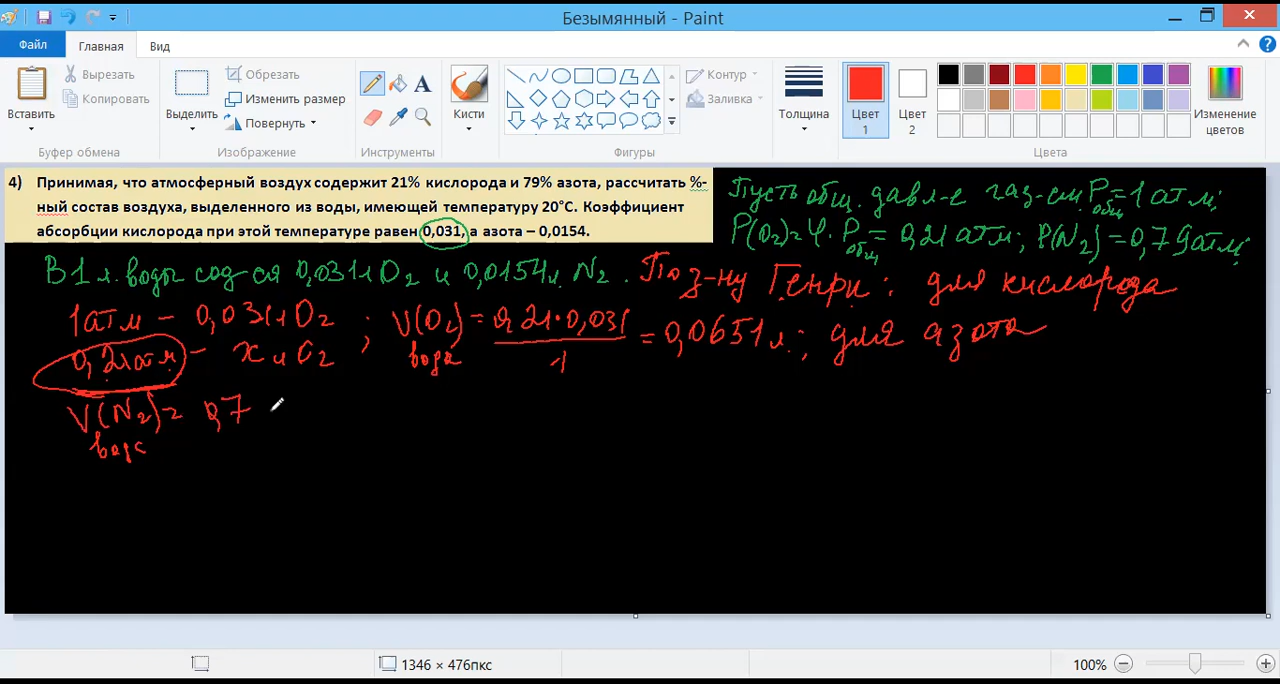 Безымянный - Paint
Файл
Главная
Вид
Вставить
Вырезать
Копировать
Буфер обмена
Выделить
Обрезать
Изменить размер
Повернуть
Изображение
Инструменты
Кисти
Контур
Заливка
Фигуры
Толщина
Цвет 1
Цвет 2
Цвета
Изменение цветов
4) Принимая, что атмосферный воздух содержит 21% кислорода и 79% азота, рассчитать %-
ный состав воздуха, выделенного из воды, имеющей температуру 20°С. Коэффициент
абсорбции кислорода при этой температуре равен 0,031, а азота – 0,0154.
Пусть общ. давл-е газ-см Pобщ = 1 атм;
P(O2) = φ · Pобщ = 0,21 атм; P(N2) = 0,79 атм;
В 1 л. воды сод-ся 0,031 л O2 и 0,0154 л. N2. По з-ну Генри: для кислорода
1 атм – 0,031 л O2
0,21 атм – х л O2
; V(O2) вода = 0,21 · 0,031 / 1 = 0,0651 л.; для азота
V(N2) вода = 0,7
1346 × 476пкс
100%